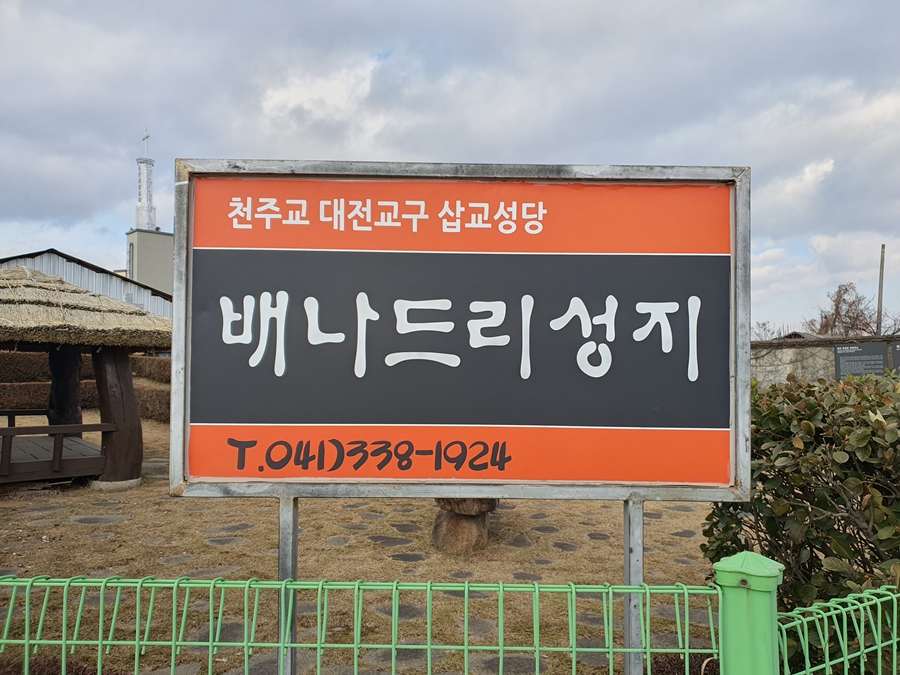 천주교 대전교구 삽교성당
배나드리성지
T.041)338-1924